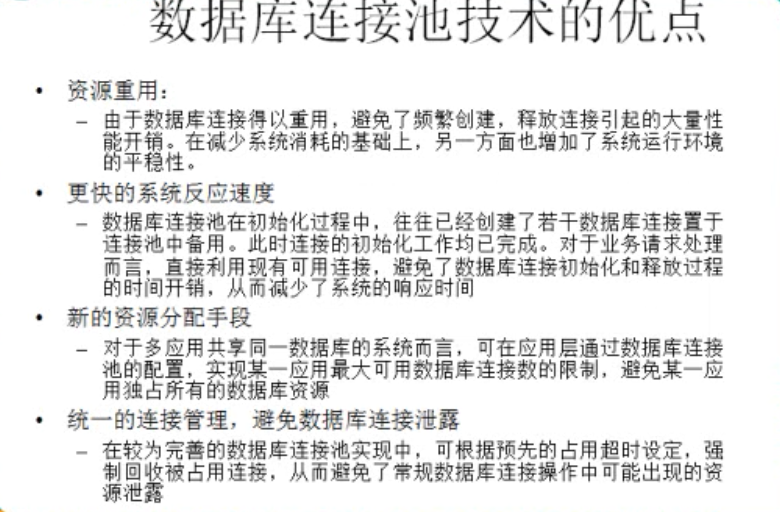 数据库连接池技术的优点
• 资源重用：
– 由于数据库连接得以重用，避免了频繁创建，释放连接引起的大量性
能开销。在减少系统消耗的基础上，另一方面也增加了系统运行环境
的平稳性。
• 更快的系统反应速度
– 数据库连接池在初始化过程中，往往已经创建了若干数据库连接置于
连接池中备用。此时连接的初始化工作均已完成。对于业务请求处理
而言，直接利用现有可用连接，避免了数据库连接初始化和释放过程
的时间开销，从而减少了系统的响应时间
• 新的资源分配手段
– 对于多应用共享同一数据库的系统而言，可在应用层通过数据库连接
池的配置，实现某一应用最大可用数据库连接数的限制，避免某一应
用独占所有的数据库资源
• 统一的连接管理，避免数据库连接泄露
– 在较为完善的数据库连接池实现中，可根据预先的占用超时设定，强
制回收被占用连接，从而避免了常规数据库连接操作中可能出现的资
源泄露